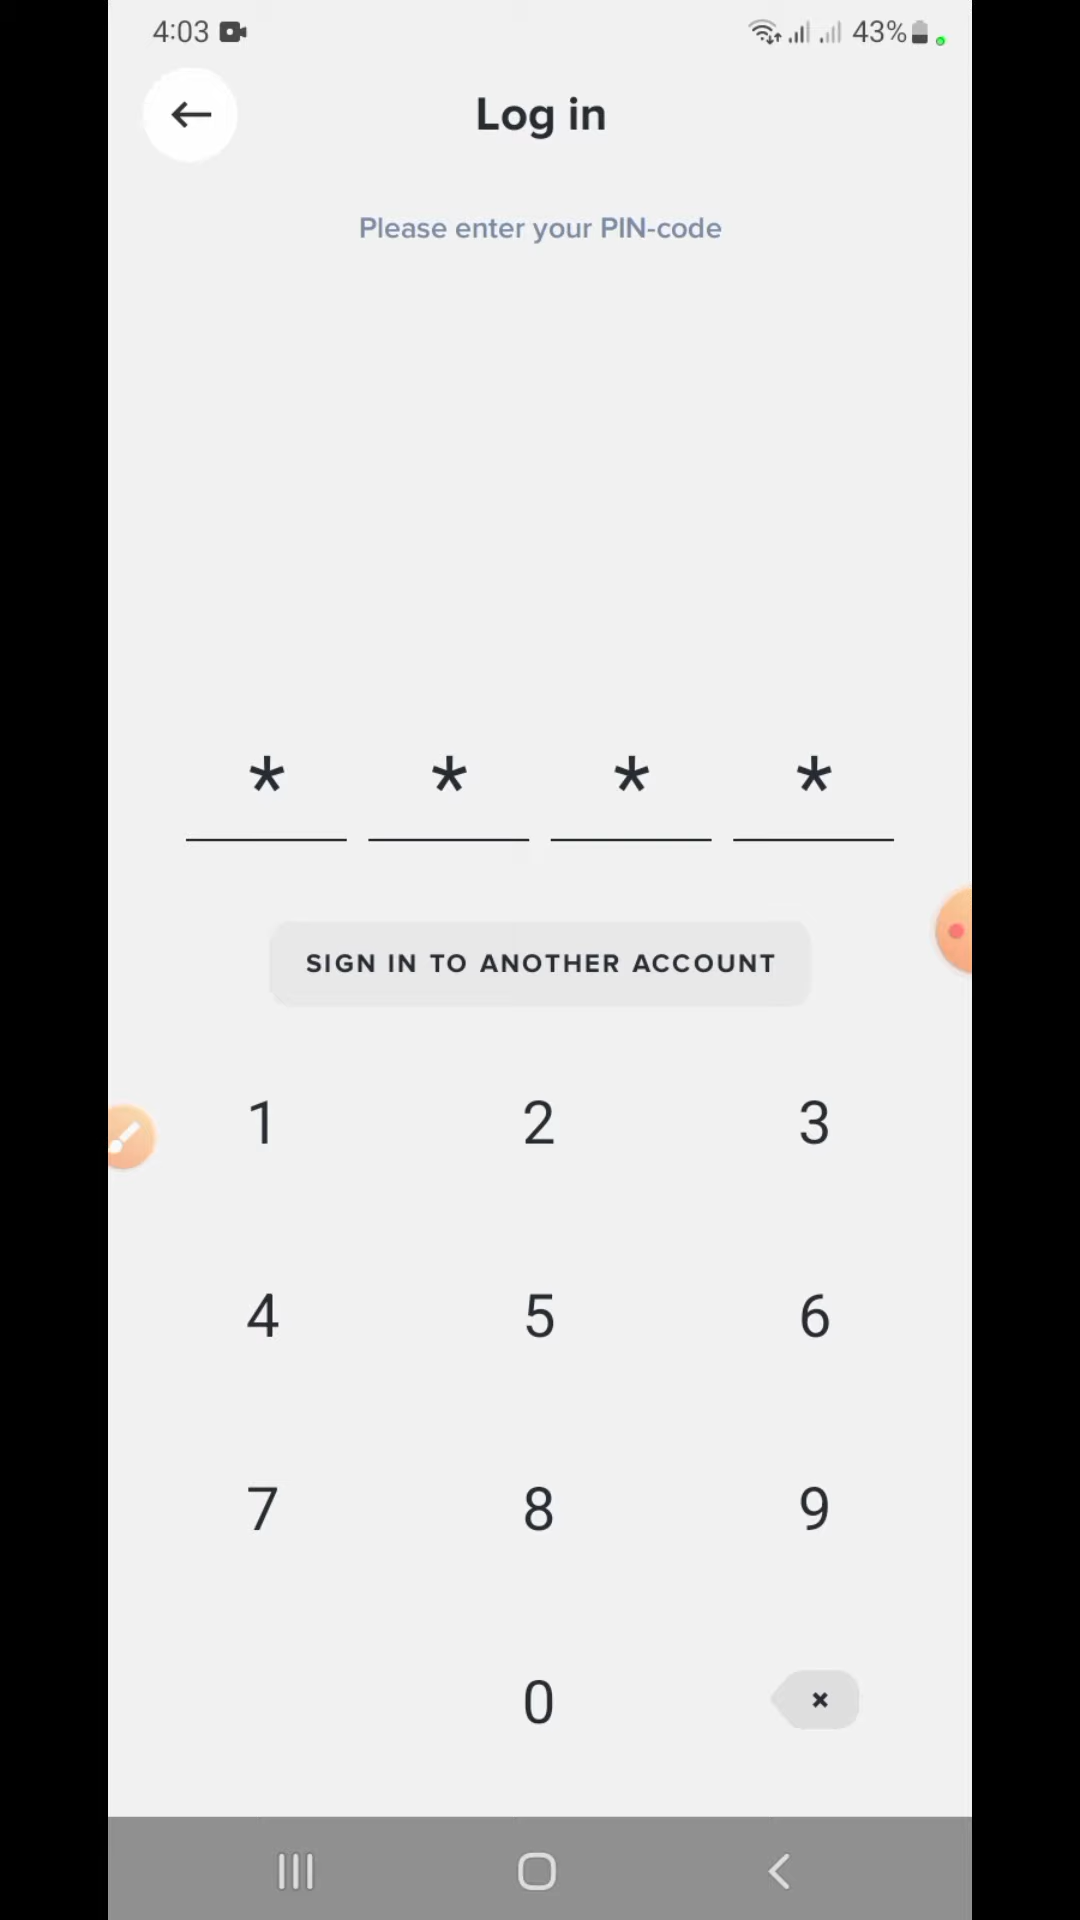 4:03 43%
Log in
Please enter your PIN-code
* * * *
SIGN IN TO ANOTHER ACCOUNT
1 2 3
4 5 6
7 8 9
0